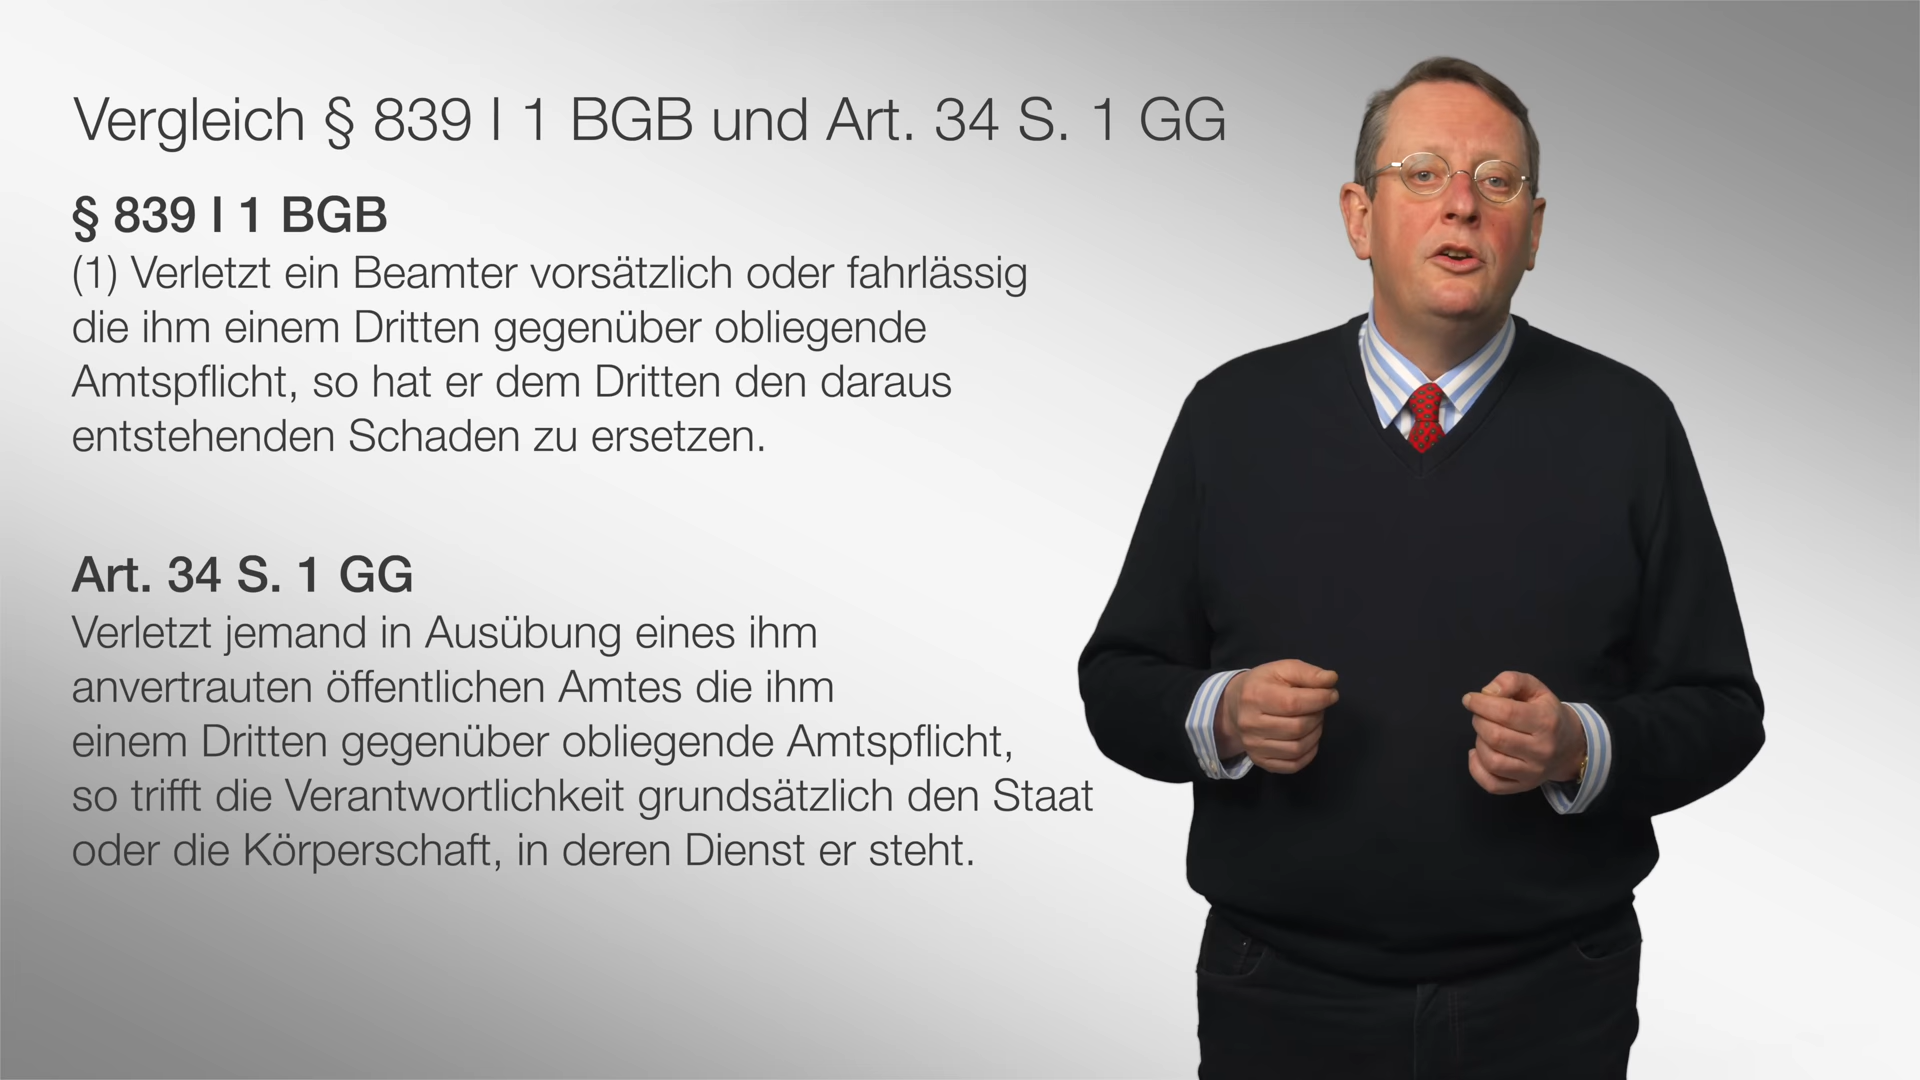 Vergleich § 839 I 1 BGB und Art. 34 S. 1 GG
§ 839 I 1 BGB
(1) Verletzt ein Beamter vorsätzlich oder fahrlässig
die ihm einem Dritten gegenüber obliegende
Amtspflicht, so hat er dem Dritten den daraus
entstehenden Schaden zu ersetzen.
Art. 34 S. 1 GG
Verletzt jemand in Ausübung eines ihm
anvertrauten öffentlichen Amtes die ihm
einem Dritten gegenüber obliegende Amtspflicht,
so trifft die Verantwortlichkeit grundsätzlich den Staat
oder die Körperschaft, in deren Dienst er steht.